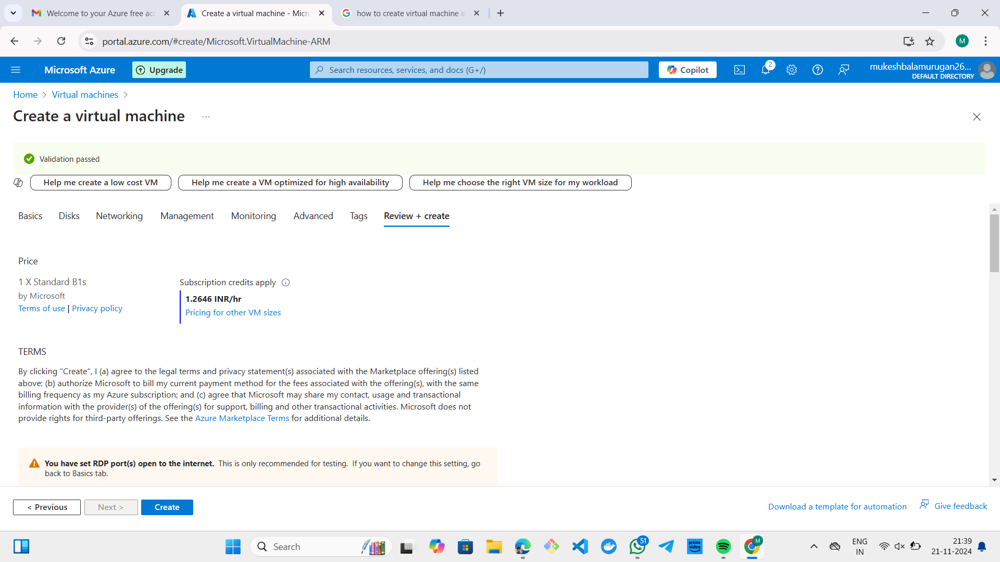 Welcome to your Azure free acc
Create a virtual machine - Micro
how to create virtual machine in
portal.azure.com/#create/Microsoft.VirtualMachine-ARM
M
Microsoft Azure
Upgrade
Search resources, services, and docs (G+/)
Copilot
2
mukeshbalamurugan26...
DEFAULT DIRECTORY
Home > Virtual machines >
Create a virtual machine ...
Validation passed
Help me create a low cost VM
Help me create a VM optimized for high availability
Help me choose the right VM size for my workload
Basics Disks Networking Management Monitoring Advanced Tags Review + create
Price
1 X Standard B1s
by Microsoft
Terms of use | Privacy policy
Subscription credits apply
1.2646 INR/hr
Pricing for other VM sizes
TERMS
By clicking "Create", I (a) agree to the legal terms and privacy statement(s) associated with the Marketplace offering(s) listed
above; (b) authorize Microsoft to bill my current payment method for the fees associated with the offering(s), with the same
billing frequency as my Azure subscription; and (c) agree that Microsoft may share my contact, usage and transactional
information with the provider(s) of the offering(s) for support, billing and other transactional activities. Microsoft does not
provide rights for third-party offerings. See the Azure Marketplace Terms for additional details.
You have set RDP port(s) open to the internet. This is only recommended for testing. If you want to change this setting, go
back to Basics tab.
< Previous
Next >
Create
Download a template for automation
Give feedback
Search
prime video
51
M
ENG
IN
21:39
21-11-2024